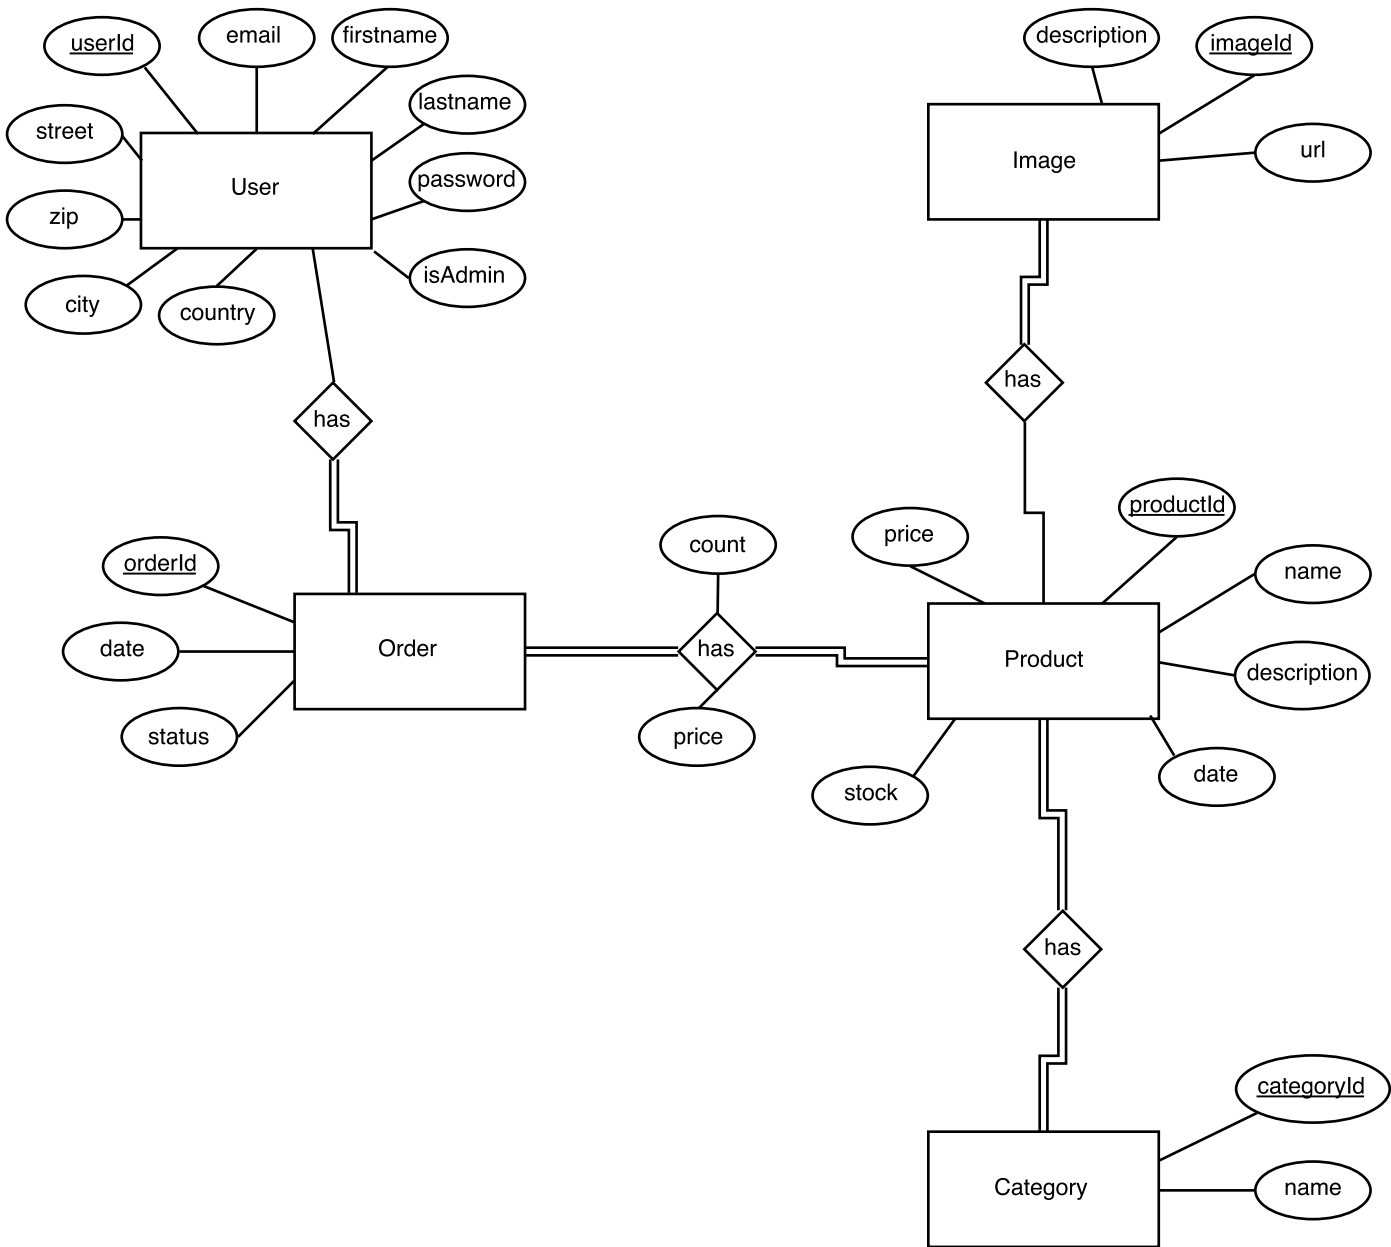 userId
email
firstname
lastname
street
password
User
zip
isAdmin
city
country
has
description
imageId
url
Image
has
orderId
date
Order
status
count
has
price
price
productId
name
Product
description
date
stock
has
categoryId
Category
name